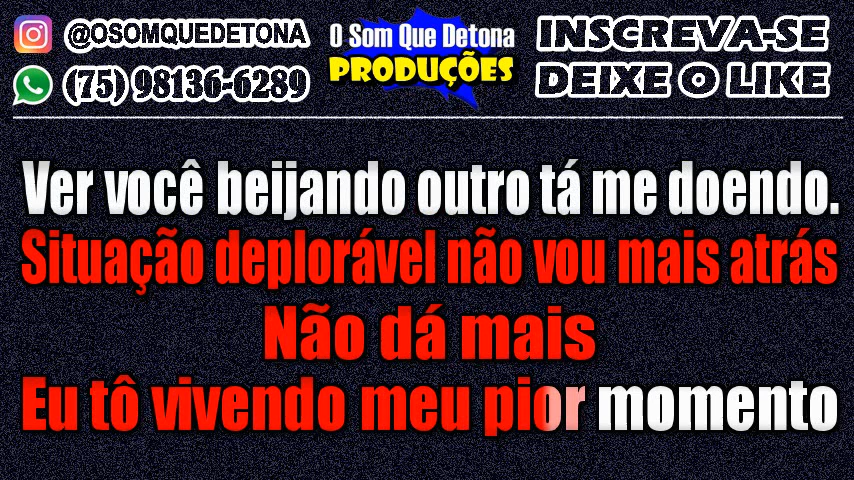 @OSOMQUEDETONA
(75) 98136-6289
O Som Que Detona
PRODUÇÕES
INSCREVA-SE
DEIXE O LIKE
Ver você beijando outro tá me doendo.
Situação deplorável não vou mais atrás
Não dá mais
Eu tô vivendo meu pior momento